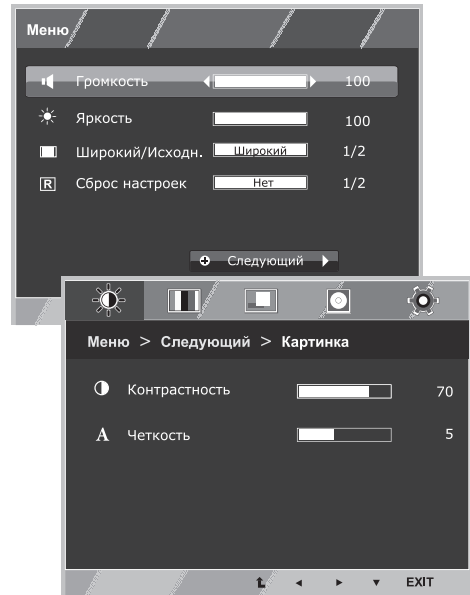 Меню
Громкость 100
Яркость 100
Широкий/Исходн. Широкий 1/2
R Сброс настроек Нет 1/2
Следующий
Меню > Следующий > Картинка
Контрастность 70
A Четкость 5
EXIT